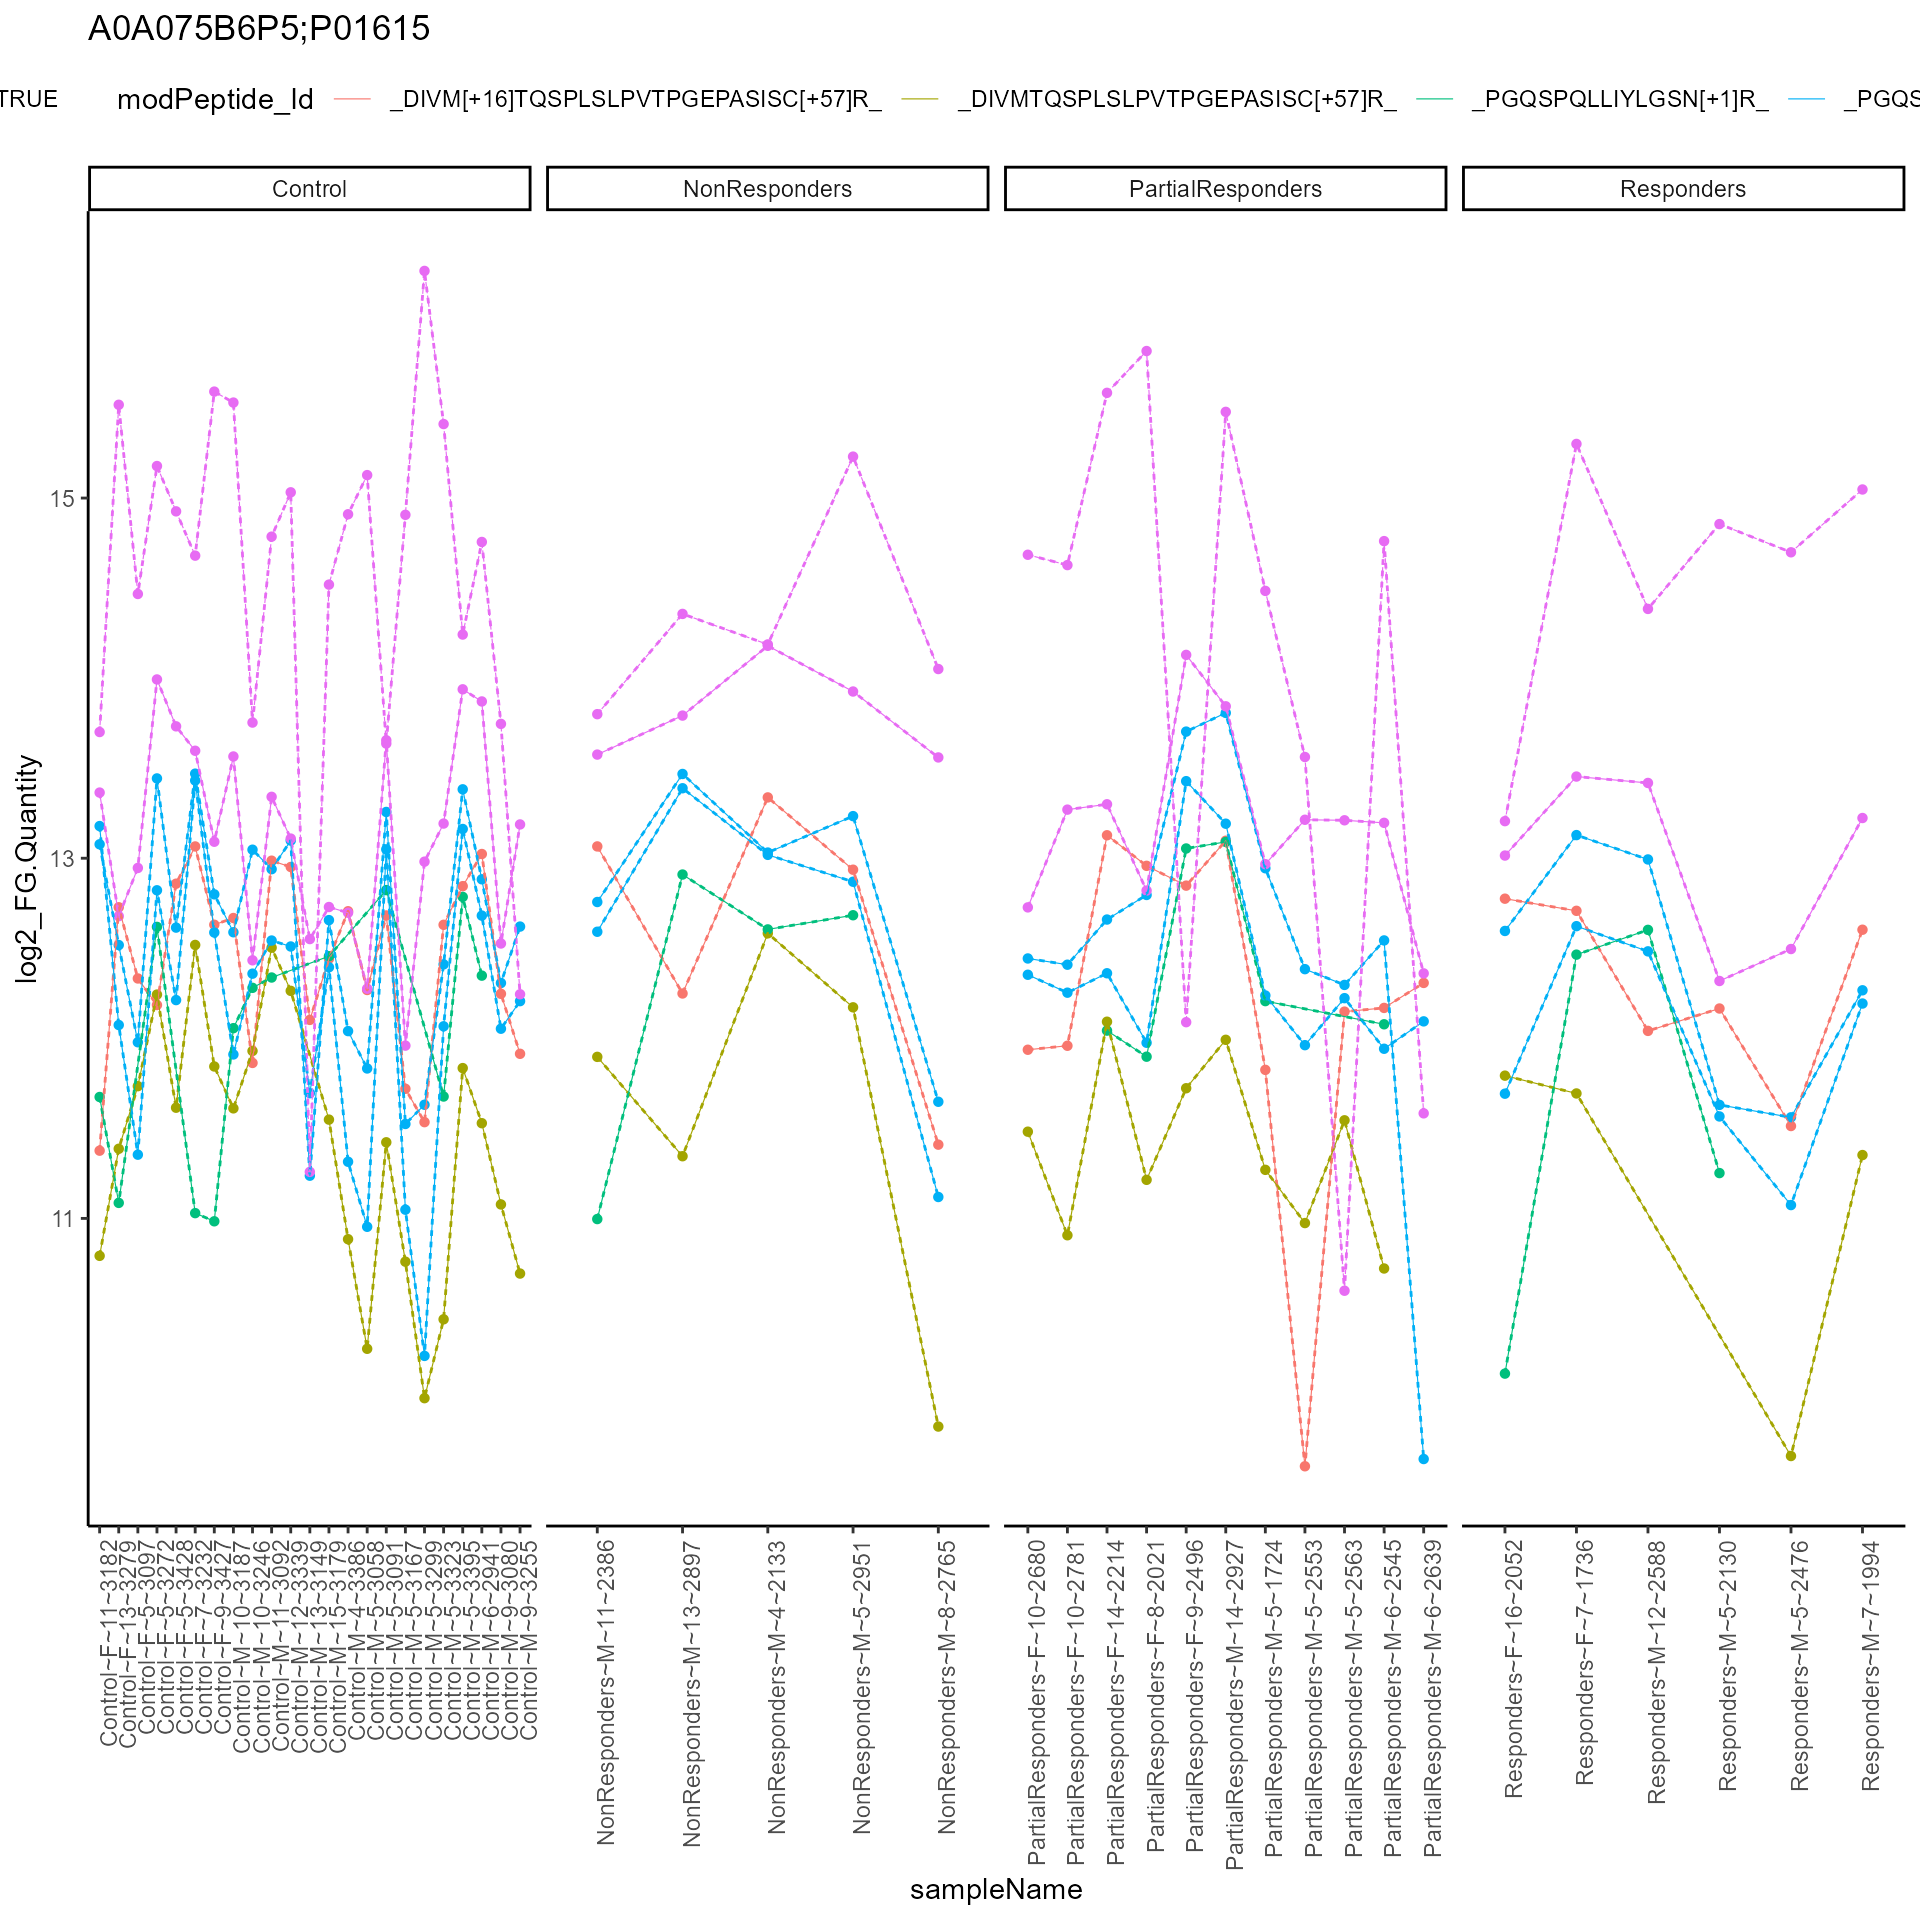 A0A075B6P5;P01615
TRUE modPeptide_Id _DIVM[+16]TQSPLSLPVTPGEPASISC[+57]R_ _DIVMTQSPLSLPVTPGEPASISC[+57]R_ _PGQSPQLLIYLGSN[+1]R_ _PGQS
Control
NonResponders
PartialResponders
Responders
log2_FG.Quantity
15
13
11
Control~F~11~3182
Control~F~13~3279
Control~F~5~3097
Control~F~5~3272
Control~F~5~3428
Control~F~7~3232
Control~F~9~3427
Control~M~10~3187
Control~M~10~3246
Control~M~11~3092
Control~M~12~3339
Control~M~13~3149
Control~M~15~3179
Control~M~4~3386
Control~M~5~3058
Control~M~5~3091
Control~M~5~3167
Control~M~5~3299
Control~M~5~3323
Control~M~5~3395
Control~M~6~2941
Control~M~9~3080
Control~M~9~3255
NonResponders~M~11~2386
NonResponders~M~13~2897
NonResponders~M~4~2133
NonResponders~M~5~2951
NonResponders~M~8~2765
PartialResponders~F~10~2680
PartialResponders~F~10~2781
PartialResponders~F~14~2214
PartialResponders~F~8~2021
PartialResponders~F~9~2496
PartialResponders~M~14~2927
PartialResponders~M~5~1724
PartialResponders~M~5~2553
PartialResponders~M~5~2563
PartialResponders~M~6~2545
PartialResponders~M~6~2639
Responders~F~16~2052
Responders~F~7~1736
Responders~M~12~2588
Responders~M~5~2130
Responders~M~5~2476
Responders~M~7~1994
sampleName